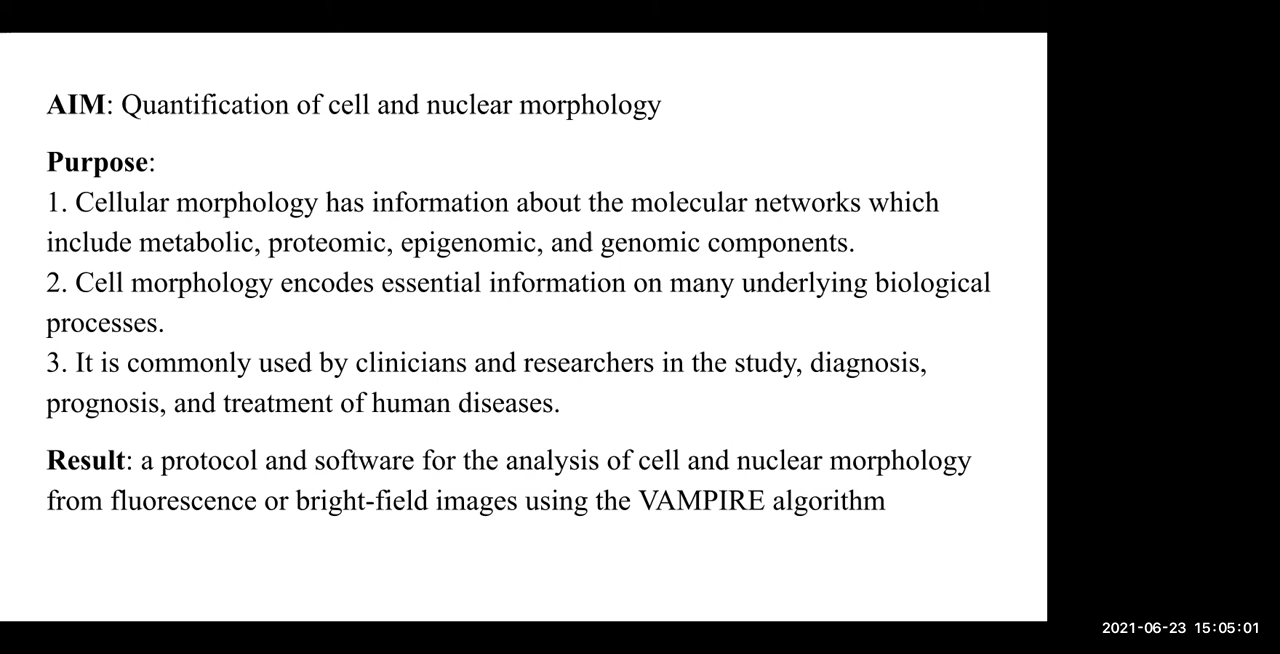 AIM: Quantification of cell and nuclear morphology
Purpose:
1. Cellular morphology has information about the molecular networks which
include metabolic, proteomic, epigenomic, and genomic components.
2. Cell morphology encodes essential information on many underlying biological
processes.
3. It is commonly used by clinicians and researchers in the study, diagnosis,
prognosis, and treatment of human diseases.
Result: a protocol and software for the analysis of cell and nuclear morphology
from fluorescence or bright-field images using the VAMPIRE algorithm
2021-06-23 15:05:01